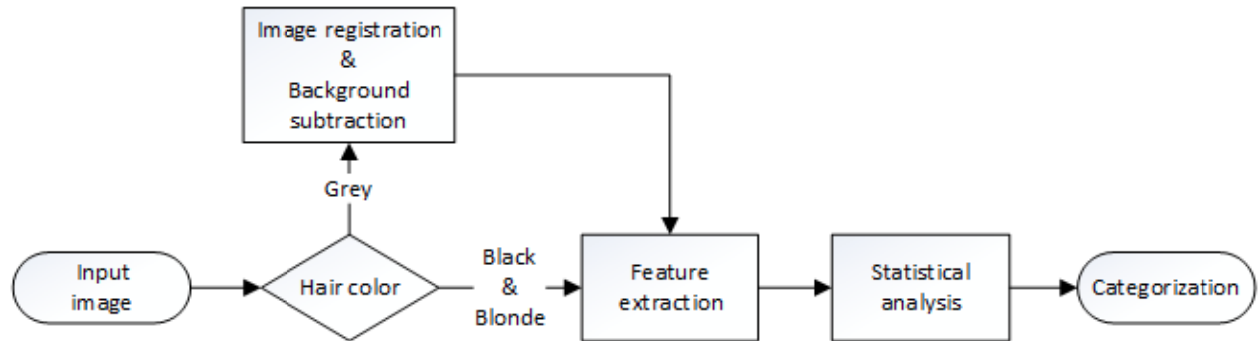 Image registration
&
Background
subtraction
Grey
Input
image
Hair color
Black
&
Blonde
Feature
extraction
Statistical
analysis
Categorization